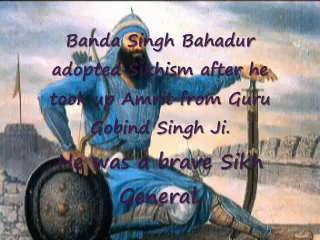 Banda Singh Bahadur
adopted Sikhism after he
took up Amrit from Guru
Gobind Singh Ji.
He was a brave Sikh
General